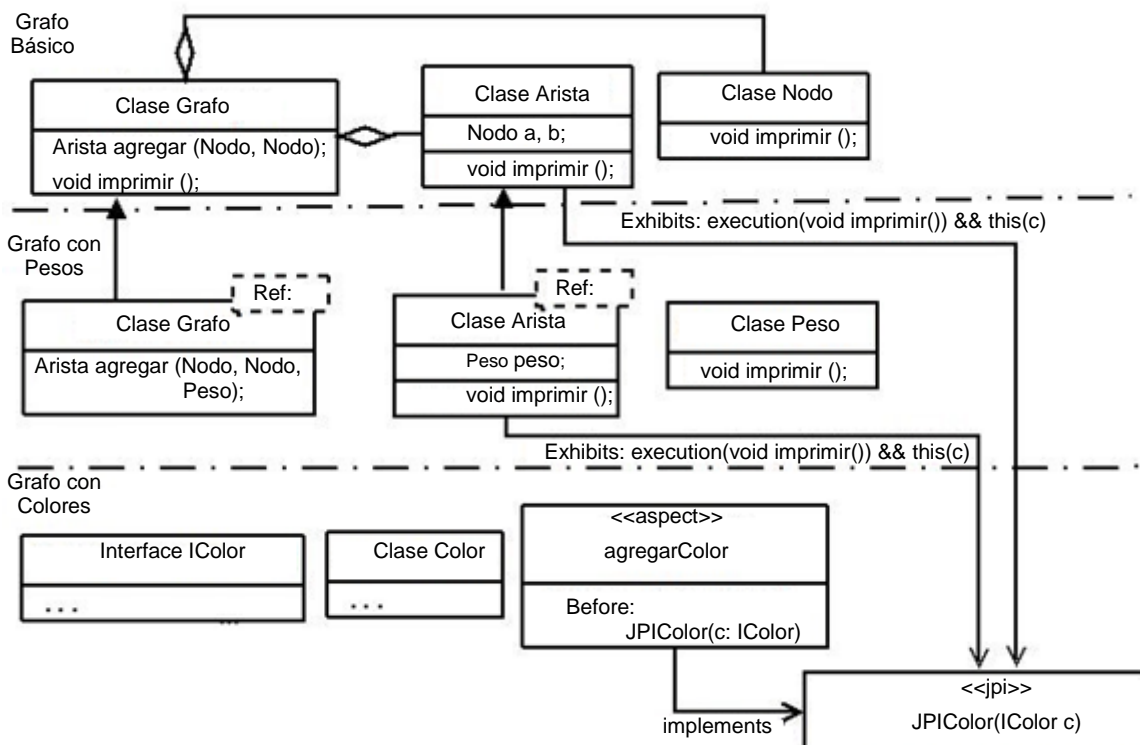 Grafo
Básico
Clase Grafo
Arista agregar (Nodo, Nodo);
void imprimir ();
Clase Arista
Nodo a, b;
void imprimir ();
Clase Nodo
void imprimir ();
Exhibits: execution(void imprimir()) && this(c)
Grafo con
Pesos
Ref:
Clase Grafo
Arista agregar (Nodo, Nodo,
Peso);
Ref:
Clase Arista
Peso peso;
void imprimir ();
Clase Peso
void imprimir ();
Exhibits: execution(void imprimir()) && this(c)
Grafo con
Colores
Interface IColor
...
...
Clase Color
...
<<aspect>>
agregarColor
Before:
JPIColor(c: IColor)
implements
<<jpi>>
JPIColor(IColor c)